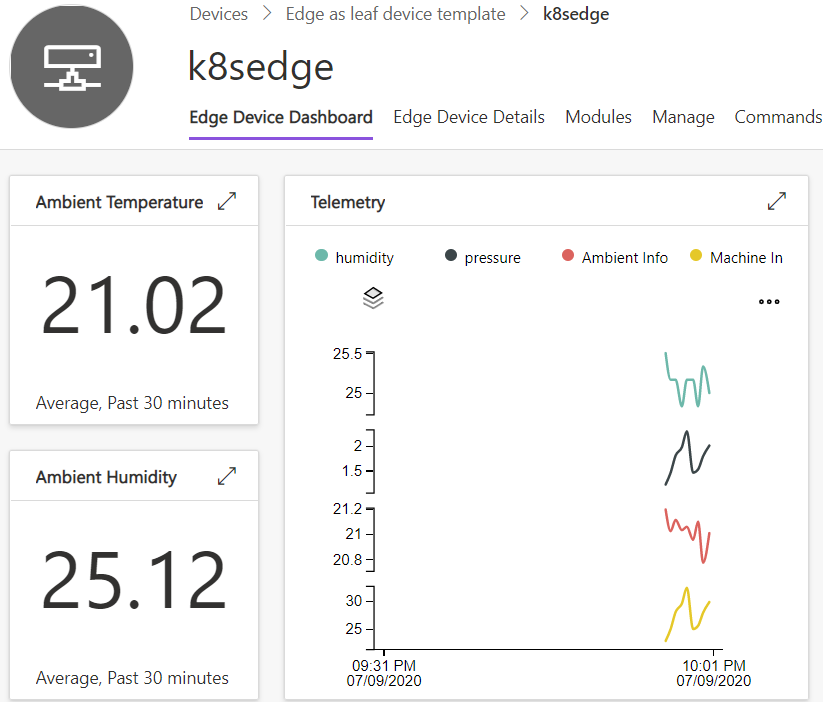 Devices > Edge as leaf device template > k8sedge
k8sedge
Edge Device Dashboard Edge Device Details Modules Manage Commands
Ambient Temperature
21.02
Average, Past 30 minutes
Ambient Humidity
25.12
Average, Past 30 minutes
Telemetry
humidity pressure Ambient Info Machine In
25.5
25
2
1.5
21.2
21
20.8
30
25
09:31 PM 10:01 PM
07/09/2020 07/09/2020